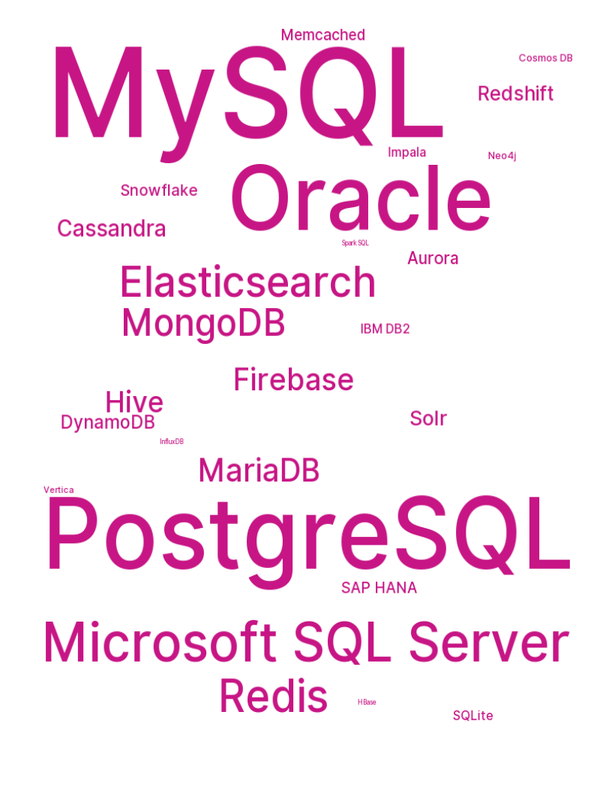 Memcached
Cosmos DB
MySQL
Redshift
Impala
Neo4j
Snowflake
Oracle
Cassandra
Spark SQL
Aurora
Elasticsearch
MongoDB
IBM DB2
Firebase
Hive
Solr
DynamoDB
InfluxDB
MariaDB
Vertica
PostgreSQL
SAP HANA
Microsoft SQL Server
Redis
HBase
SQLite